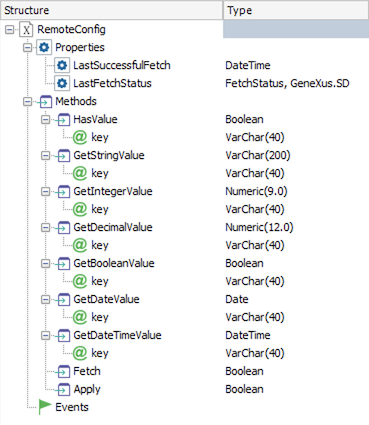 Structure Type
RemoteConfig
Properties
LastSuccessfulFetch DateTime
LastFetchStatus FetchStatus, GeneXus.SD
Methods
HasValue Boolean
key VarChar(40)
GetStringValue VarChar(200)
key VarChar(40)
GetIntegerValue Numeric(9.0)
key VarChar(40)
GetDecimalValue Numeric(12.0)
key VarChar(40)
GetBooleanValue Boolean
key VarChar(40)
GetDateValue Date
key VarChar(40)
GetDateTimeValue DateTime
key VarChar(40)
Fetch Boolean
Apply Boolean
Events